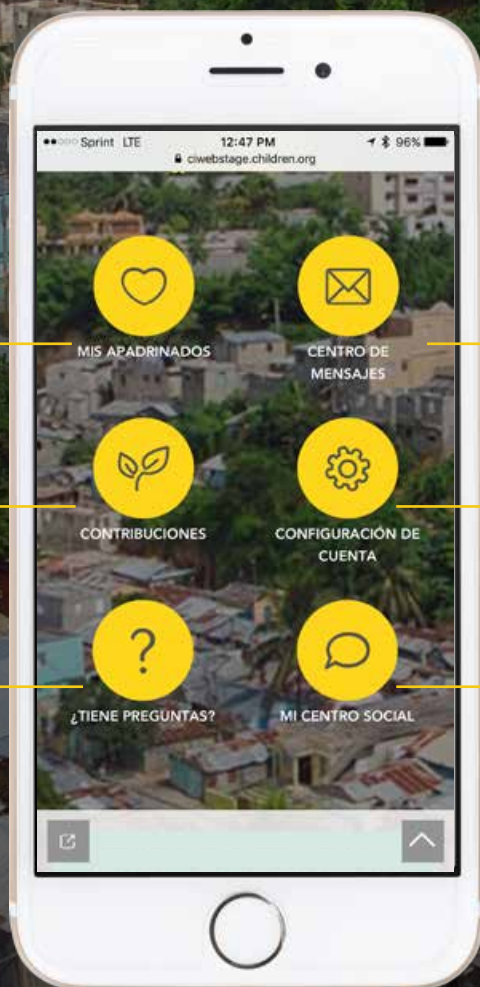 Sprint LTE 12:47 PM 96%
ciwebstage.children.org
MIS APADRINADOS
CENTRO DE
MENSAJES
CONTRIBUCIONES
CONFIGURACIÓN DE
CUENTA
¿TIENE PREGUNTAS?
MI CENTRO SOCIAL